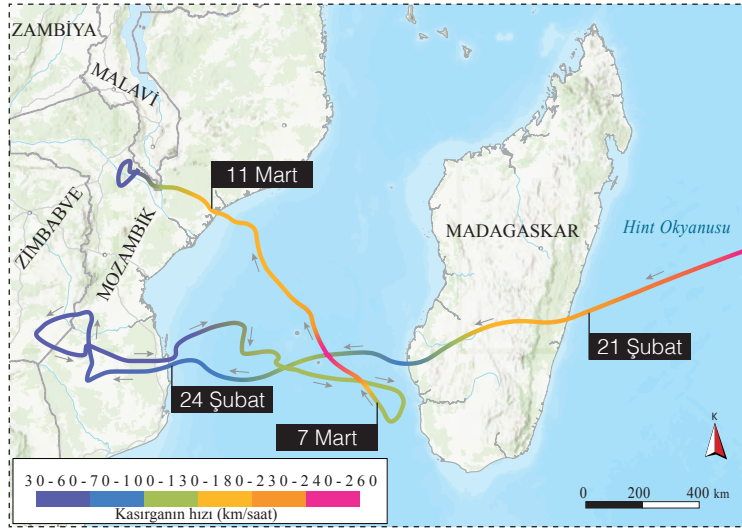 ZAMBİYA
MALAVİ
11 Mart
ZİMBABVE
MOZAMBİK
MADAGASKAR
Hint Okyanusu
21 Şubat
24 Şubat
7 Mart
K
30-60-70-100-130-180-230-240-260
Kasırganın hızı (km/saat)
0 200 400 km